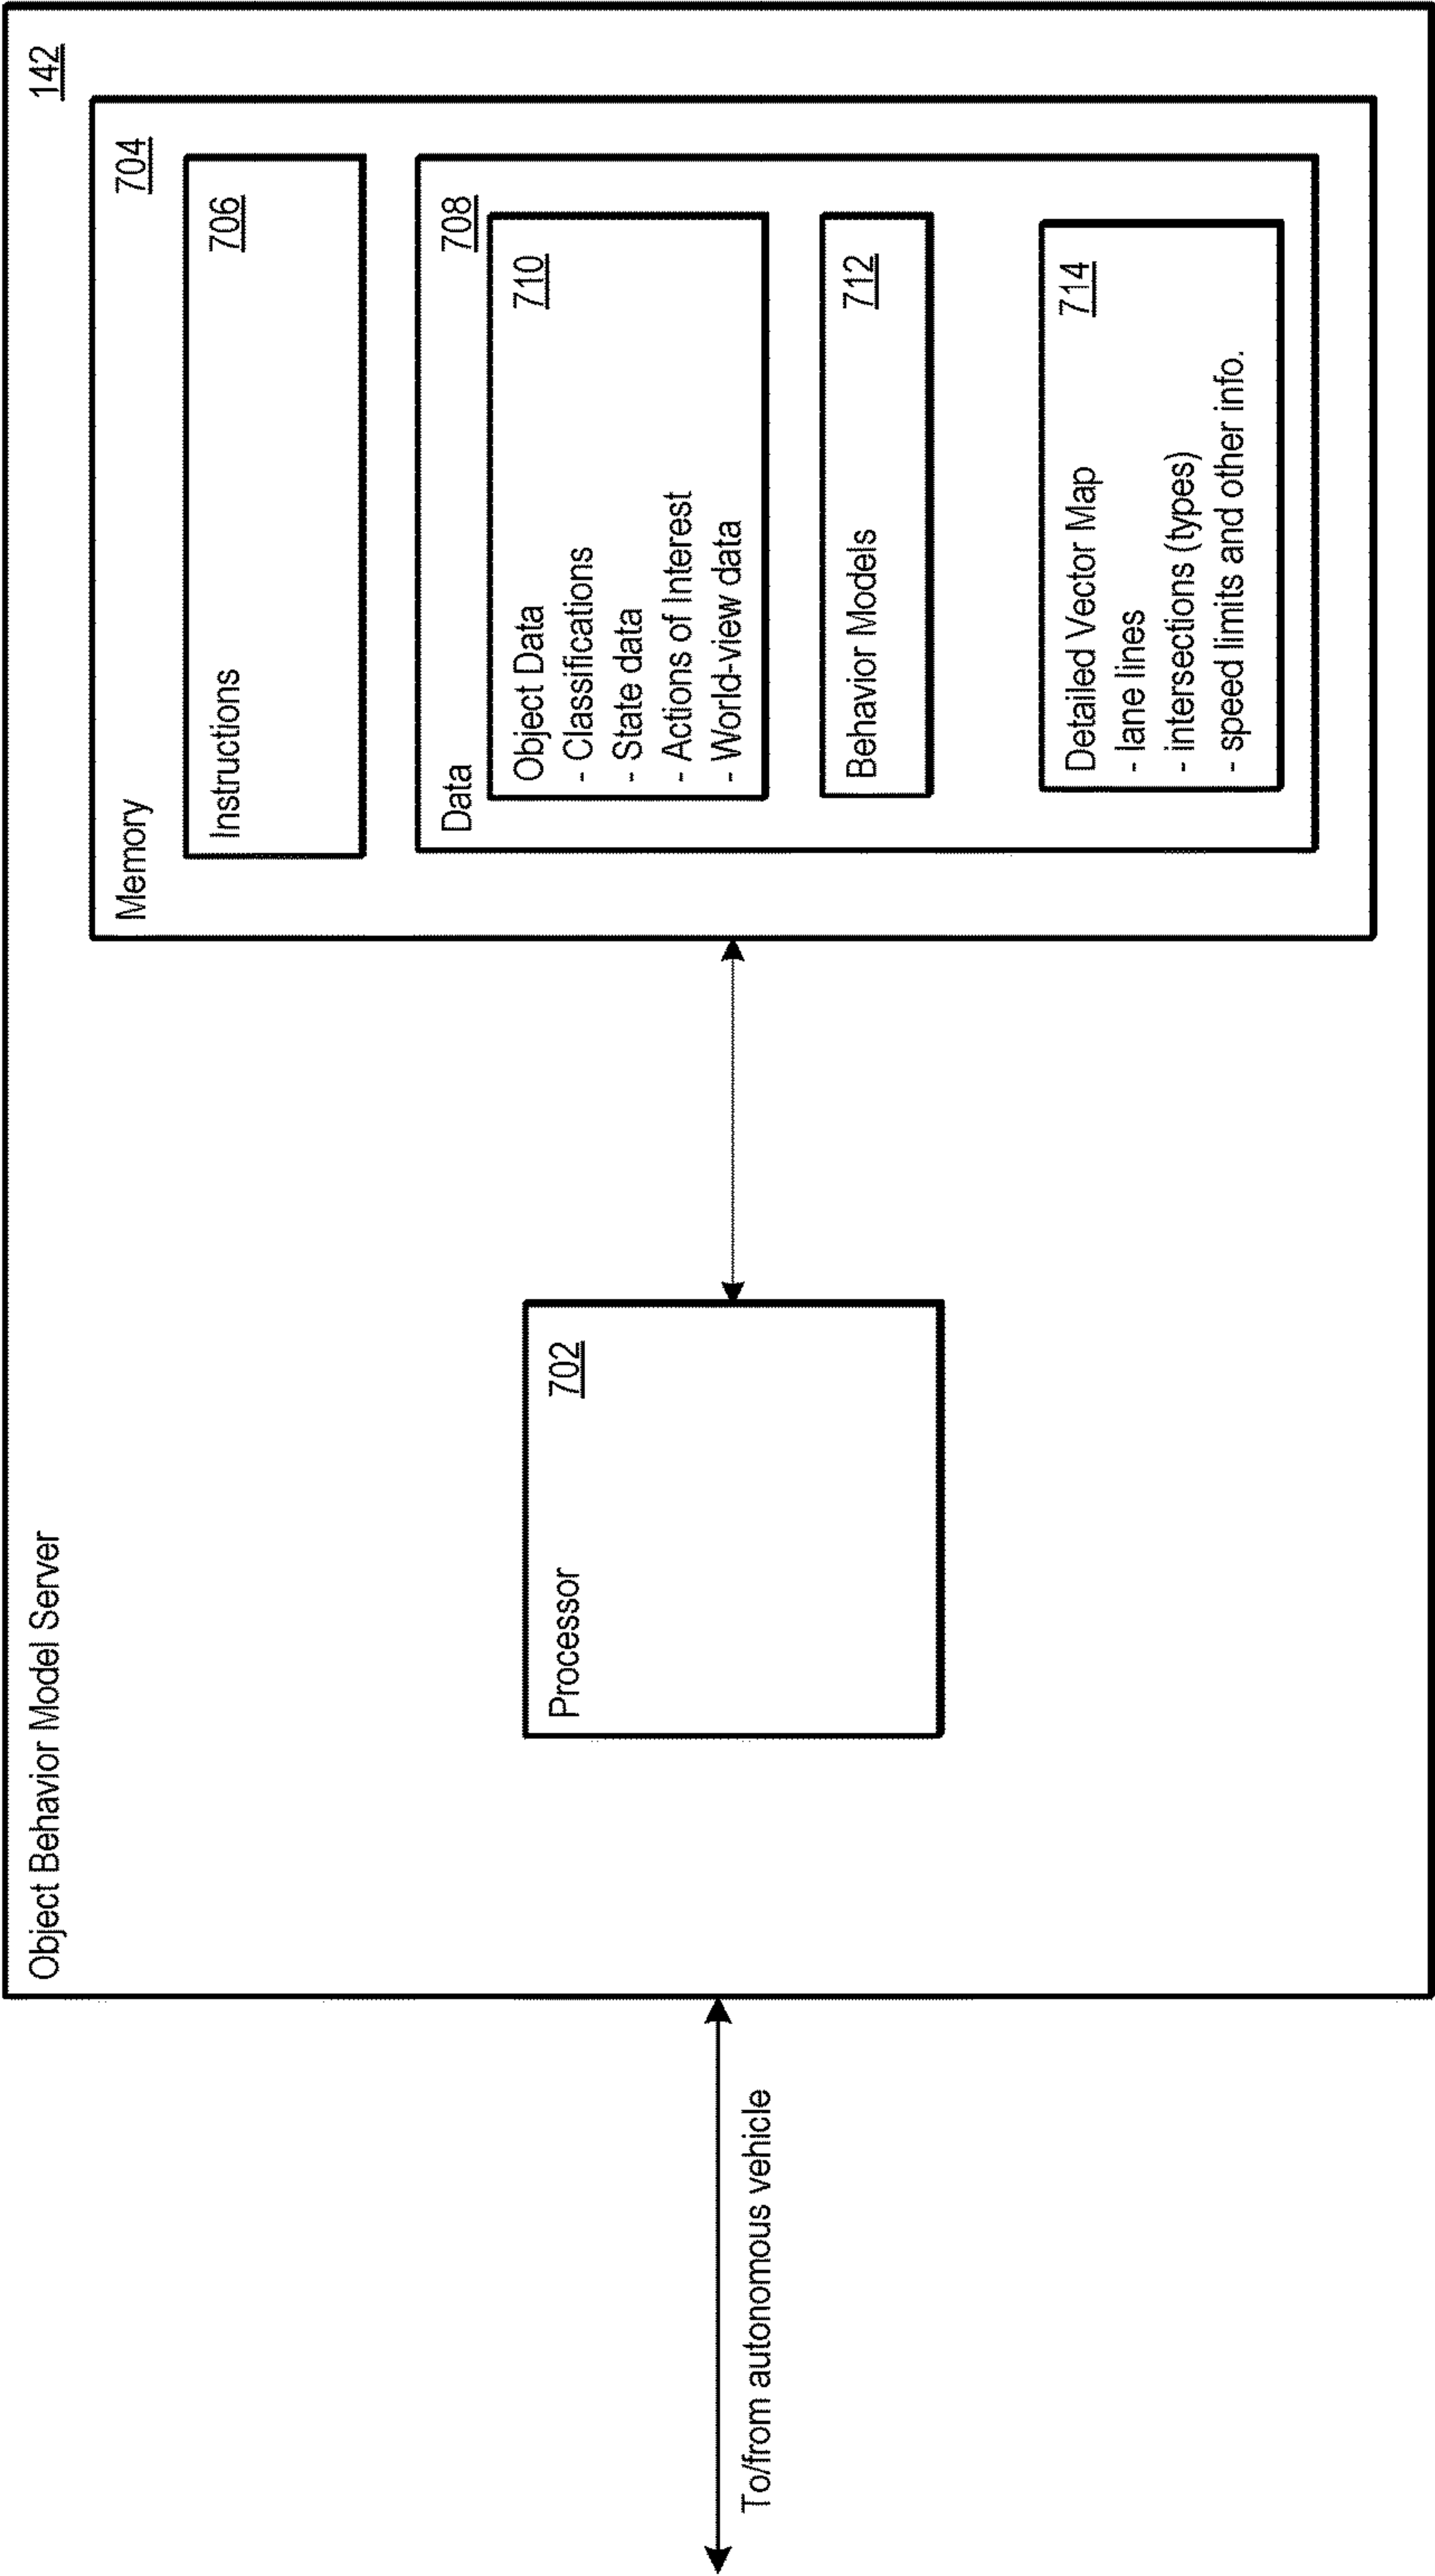 Object Behavior Model Server 142
Memory 704
Instructions 706
Data 708
Object Data 710
- Classifications
- State data
- Actions of Interest
- World-view data
Behavior Models 712
Detailed Vector Map 714
- lane lines
- intersections (types)
- speed limits and other info.
Processor 702
To/from autonomous vehicle